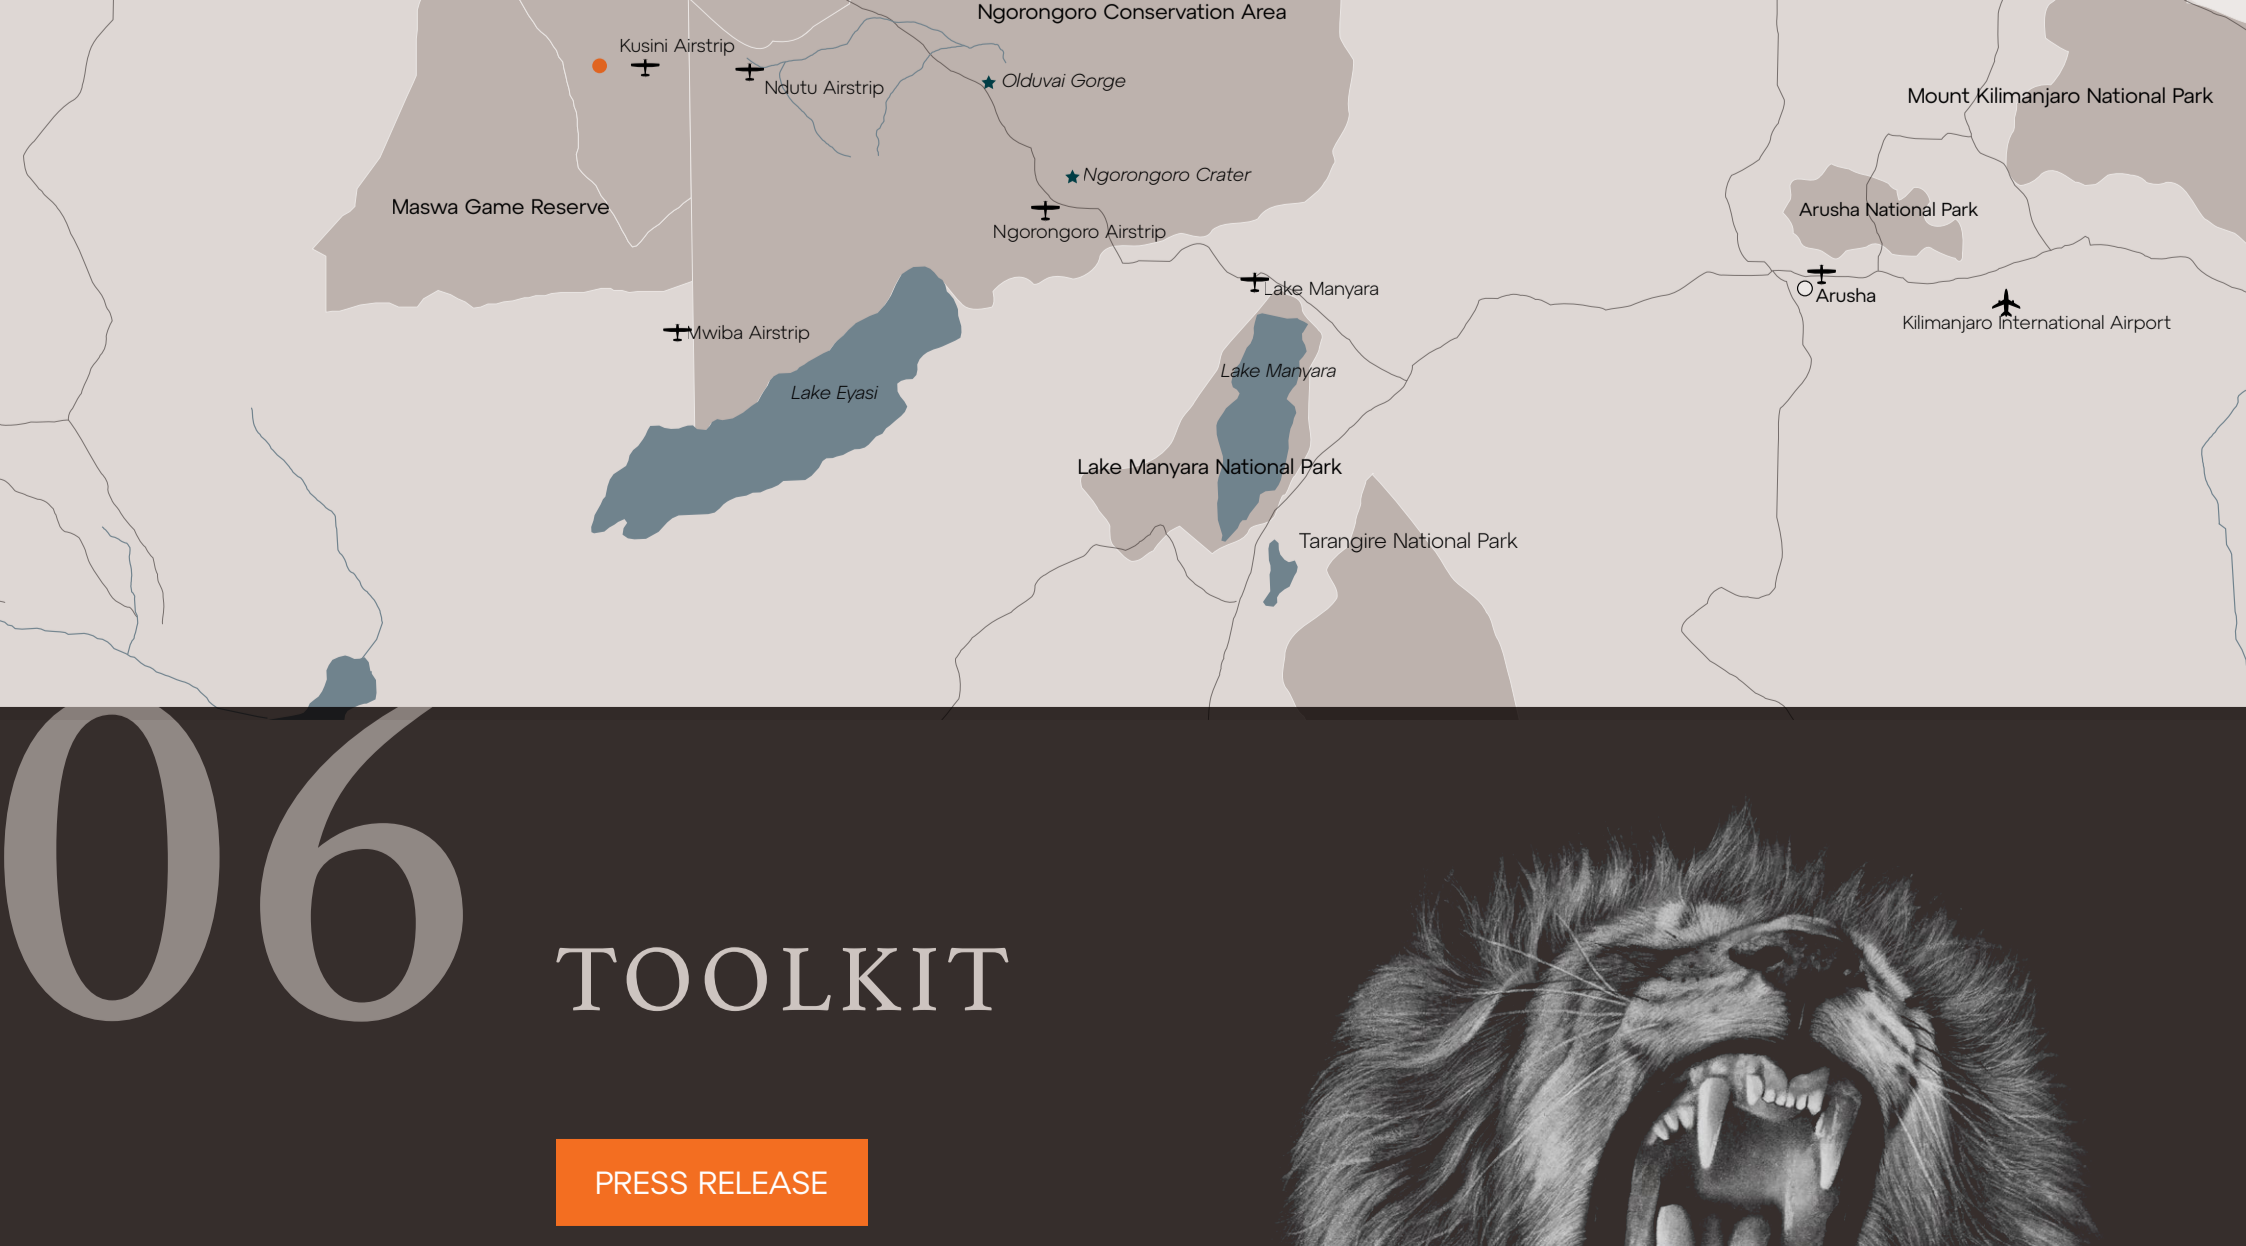 Ngorongoro Conservation Area
Kusini Airstrip
Ndutu Airstrip
Olduvai Gorge
Mount Kilimanjaro National Park
Ngorongoro Crater
Maswa Game Reserve
Arusha National Park
Ngorongoro Airstrip
Lake Manyara
Arusha
Kilimanjaro International Airport
Mwiba Airstrip
Lake Manyara
Lake Eyasi
Lake Manyara National Park
Tarangire National Park
06
TOOLKIT
PRESS RELEASE